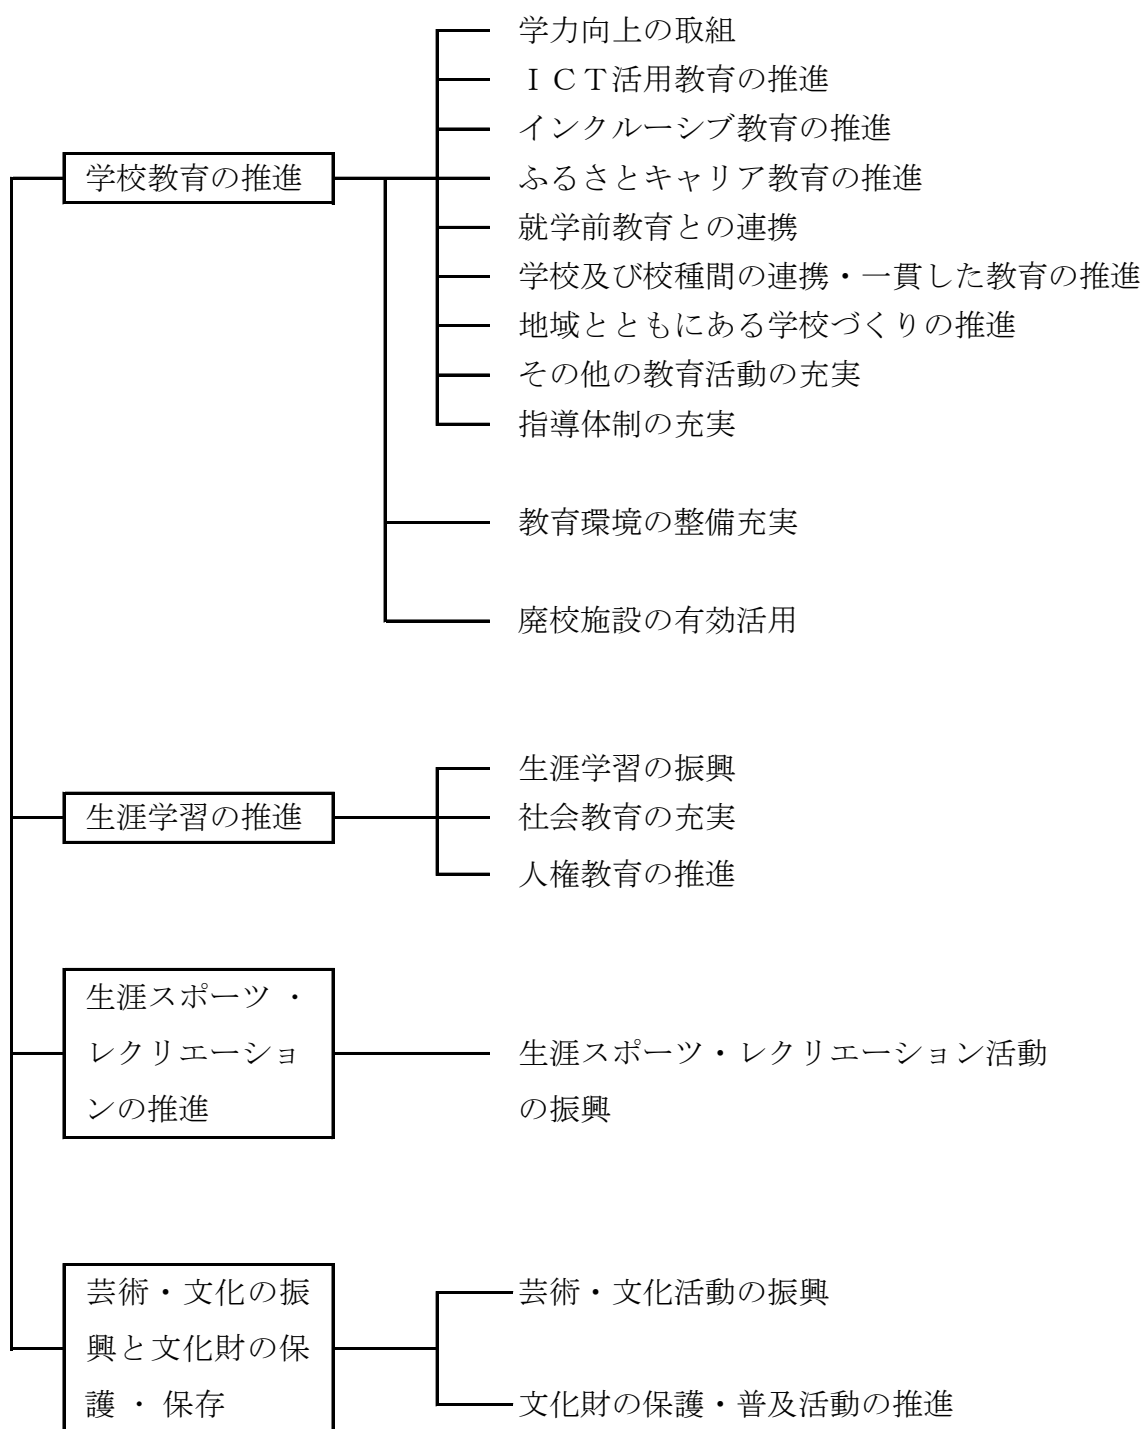 学力向上の取組
ＩＣＴ活用教育の推進
インクルーシブ教育の推進
学校教育の推進
ふるさとキャリア教育の推進
就学前教育との連携
学校及び校種間の連携・一貫した教育の推進
地域とともにある学校づくりの推進
その他の教育活動の充実
指導体制の充実
教育環境の整備充実
廃校施設の有効活用
生涯学習の推進
生涯学習の振興
社会教育の充実
人権教育の推進
生涯スポーツ ・
レクリエーショ
ンの推進
生涯スポーツ・レクリエーション活動
の振興
芸術・文化の振
興と文化財の保
護 ・ 保存
芸術・文化活動の振興
文化財の保護・普及活動の推進